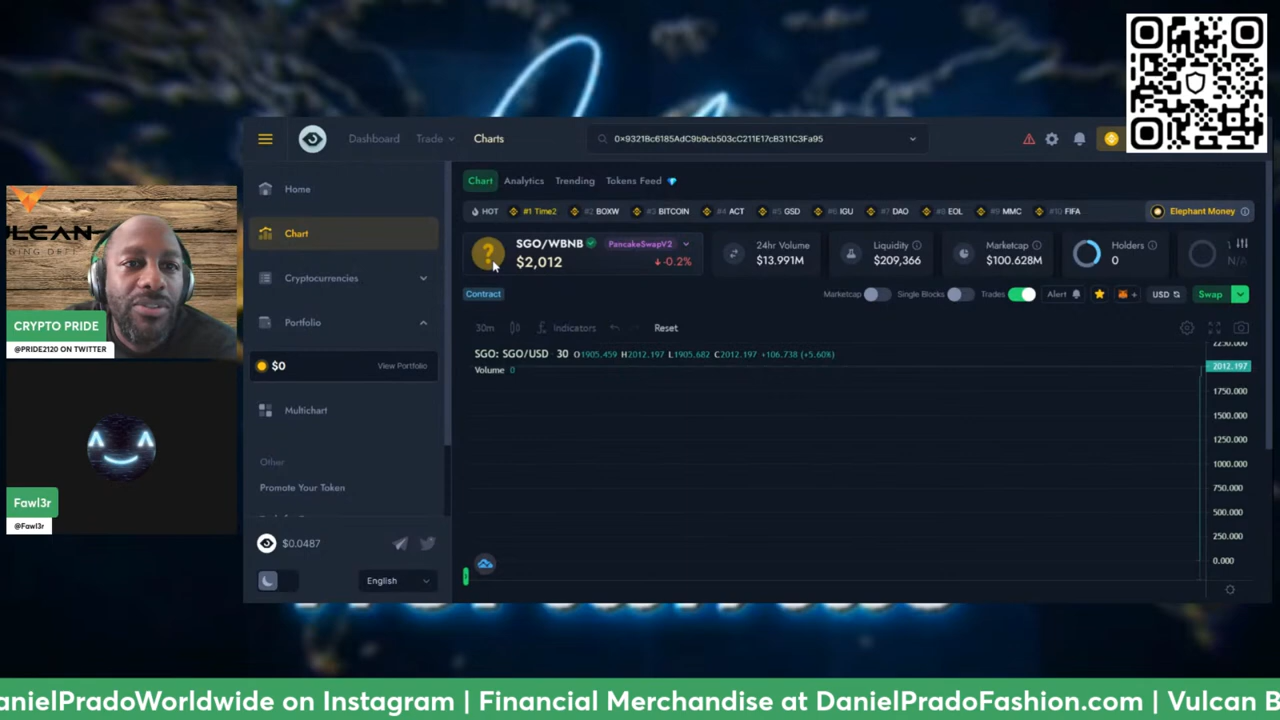 Dashboard
Trade
Charts
0x9321Bc6185AdC9b9cb503cC211E17cB311C3Fa95
Home
Chart
Cryptocurrencies
Portfolio
$0
View Portfolio
Multichart
Other
Promote Your Token
$0.0487
English
Chart
Analytics
Trending
Tokens Feed
HOT
#1 Time2
#2 BOXW
#3 BITCOIN
#4 ACT
#5 GSD
#6 IGU
#7 DAO
#8 EOL
#9 MMC
#10 FIFA
Elephant Money
SGO/WBNB
PancakeSwapV2
$2,012
-0.2%
24hr Volume
$13.991M
Liquidity
$209,366
Marketcap
$100.628M
Holders
0
N/A
Contract
Marketcap
Single Blocks
Trades
Alert
USD
Swap
30m
Indicators
Reset
SGO: SGO/USD 30 O1905.459 H2012.197 L1905.682 C2012.197 +106.738 (+5.60%)
Volume 0
2250.000
2012.197
1750.000
1500.000
1250.000
1000.000
750.000
500.000
250.000
0.000
CRYPTO PRIDE
@PRIDE2120 ON TWITTER
Fawl3r
@Fawl3r
anielPradoWorldwide on Instagram | Financial Merchandise at DanielPradoFashion.com | Vulcan B